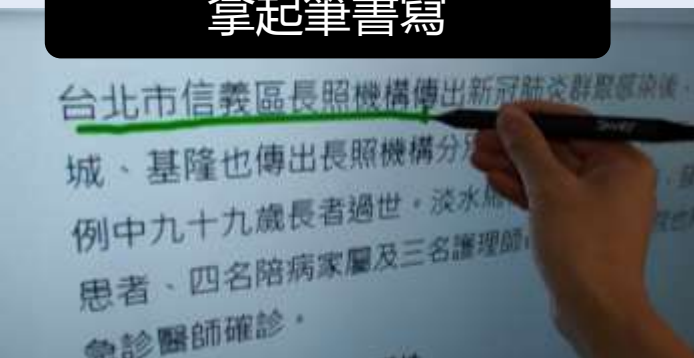 拿起筆書寫
台北市信義區長照機構傳出新冠肺炎群聚感染後，
城、基隆也傳出長照機構分
例中九十九歲長者過世。淡水
患者、四名陪病家屬及三名護理師
急診醫師確診。